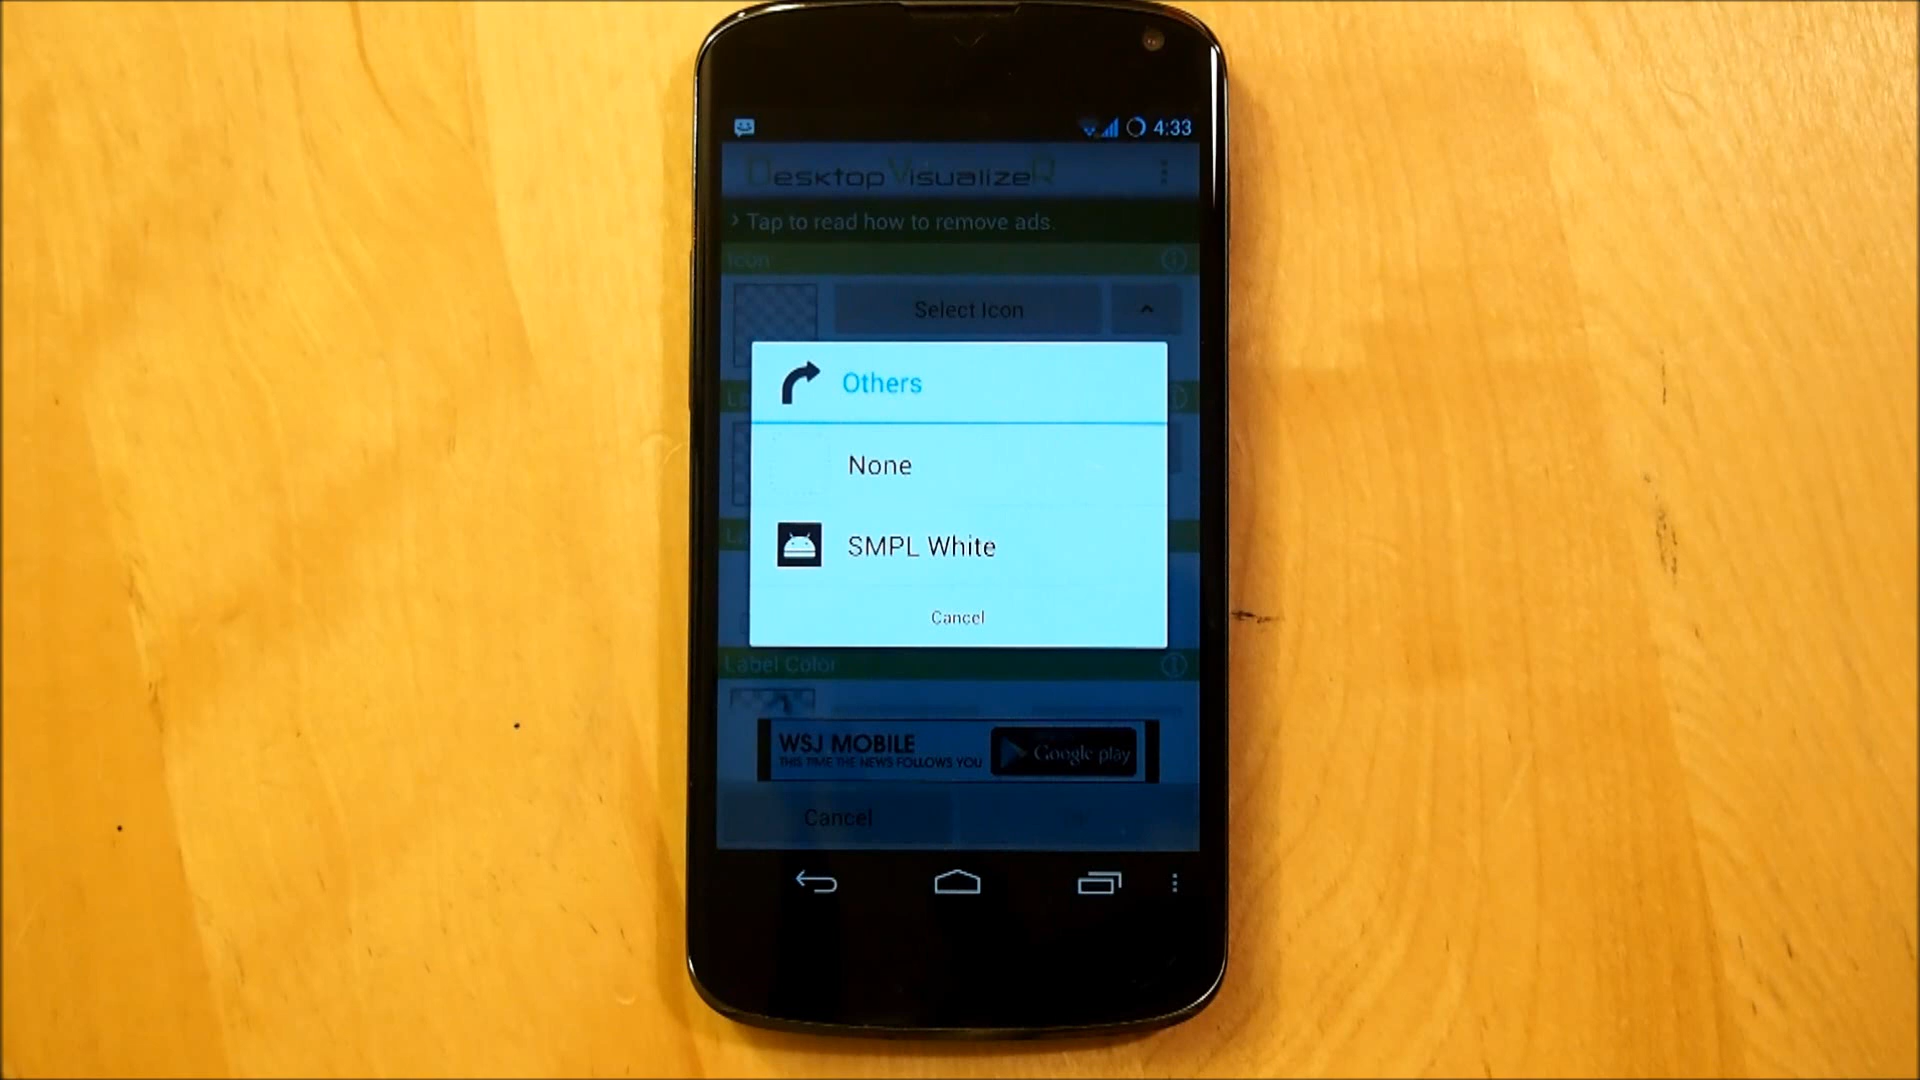 4:33
DesktopVisualizeR
› Tap to read how to remove ads.
Icon
Select Icon
Others
None
SMPL White
Cancel
Label Color
WSJ MOBILE
THIS TIME THE NEWS FOLLOWS YOU
Google play
Cancel